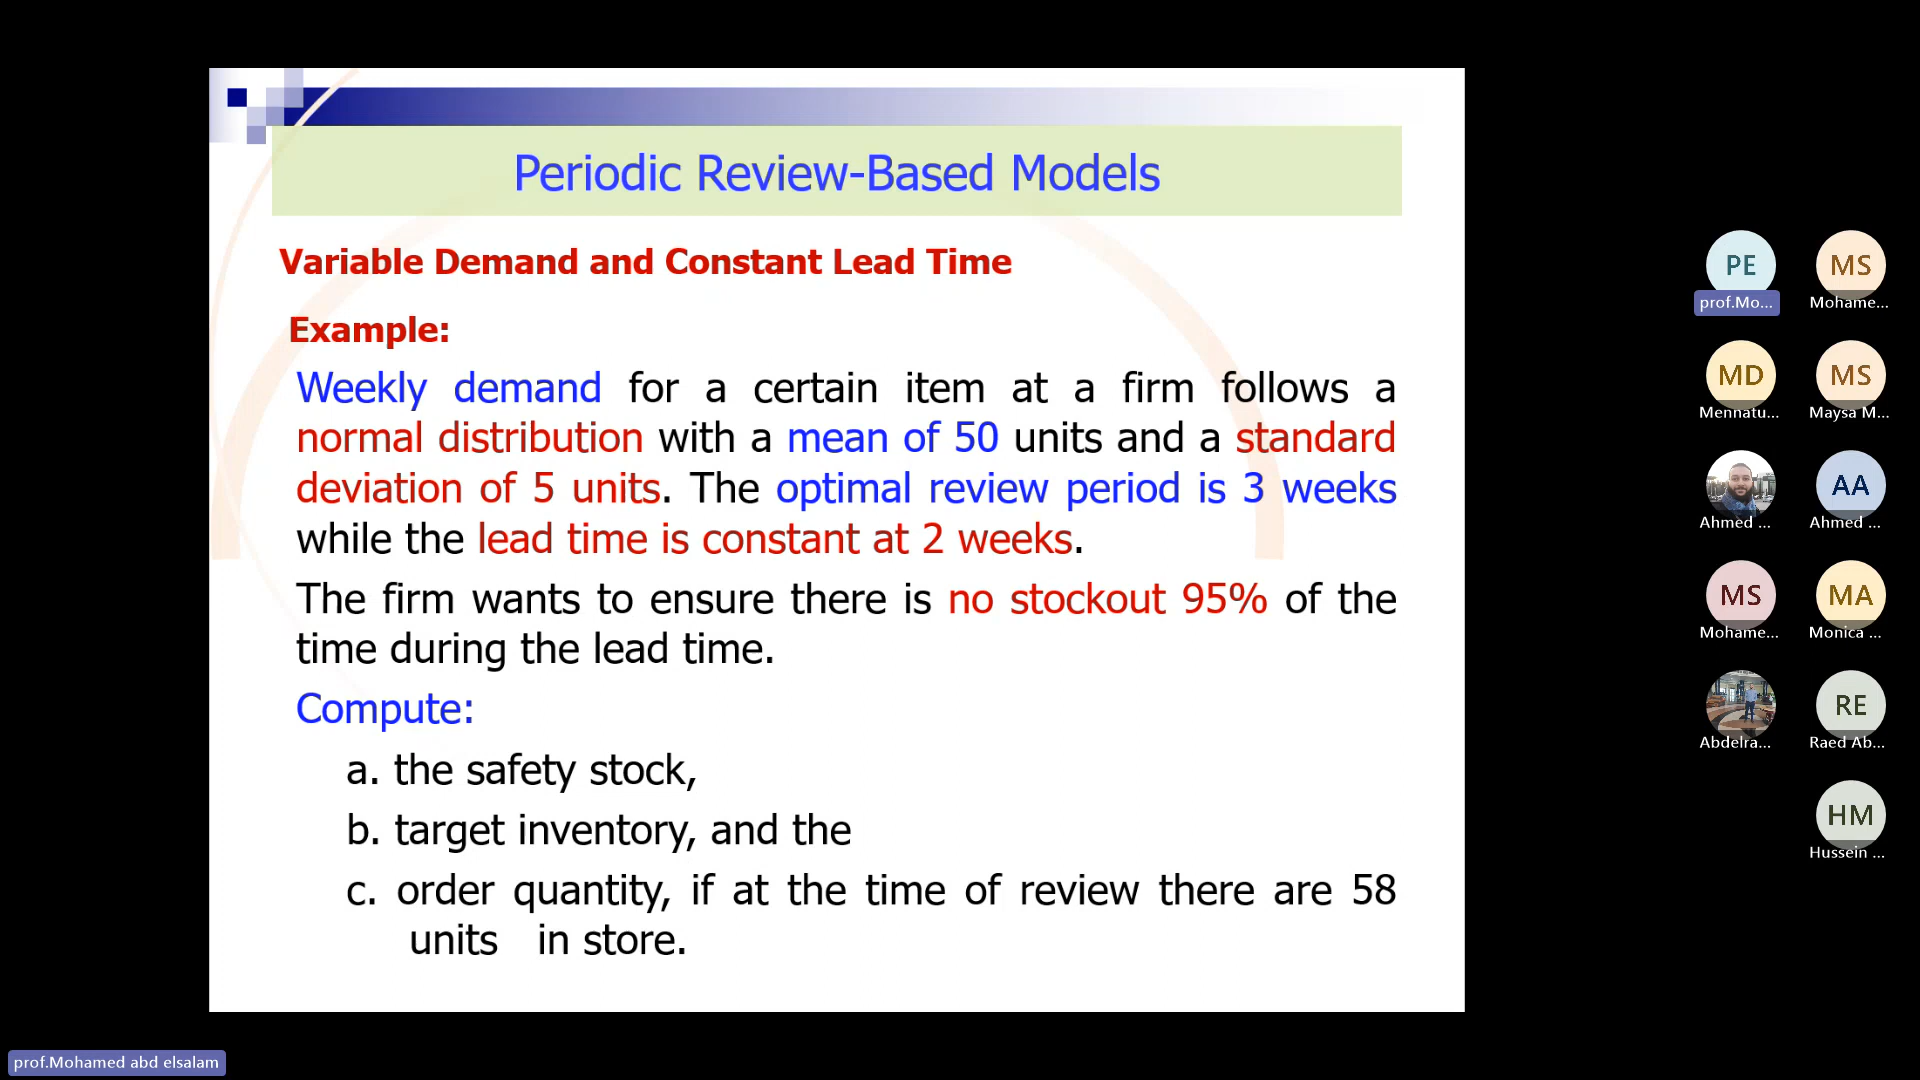 Periodic Review-Based Models
Variable Demand and Constant Lead Time
Example:
Weekly demand for a certain item at a firm follows a
normal distribution with a mean of 50 units and a standard
deviation of 5 units. The optimal review period is 3 weeks
while the lead time is constant at 2 weeks.
The firm wants to ensure there is no stockout 95% of the
time during the lead time.
Compute:
a. the safety stock,
b. target inventory, and the
c. order quantity, if at the time of review there are 58
units in store.
PE
prof.Mo...
MS
Mohame...
MD
Mennatu...
MS
Maysa M...
Ahmed ...
AA
Ahmed ...
MS
Mohame...
MA
Monica ...
Abdelra...
RE
Raed Ab...
HM
Hussein ...
prof.Mohamed abd elsalam